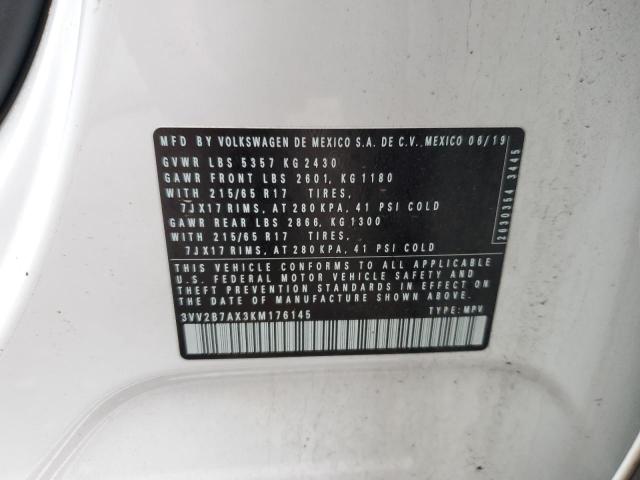 MFD BY VOLKSWAGEN DE MEXICO S.A. DE C.V., MEXICO 06/19
GVWR LBS 5357 KG 2430
GAWR FRONT LBS 2601, KG 1180
WITH 215/65 R17 TIRES,
7JX17 RIMS, AT 280 KPA, 41 PSI COLD
GAWR REAR LBS 2866, KG 1300
WITH 215/65 R17 TIRES,
7JX17 RIMS, AT 280 KPA, 41 PSI COLD
THIS VEHICLE CONFORMS TO ALL APPLICABLE
U.S. FEDERAL MOTOR VEHICLE SAFETY AND
THEFT PREVENTION STANDARDS IN EFFECT ON
THE DATE OF MANUFACTURE SHOWN ABOVE
3VV2B7AX3KM176145 TYPE: MPV
2630354 3445